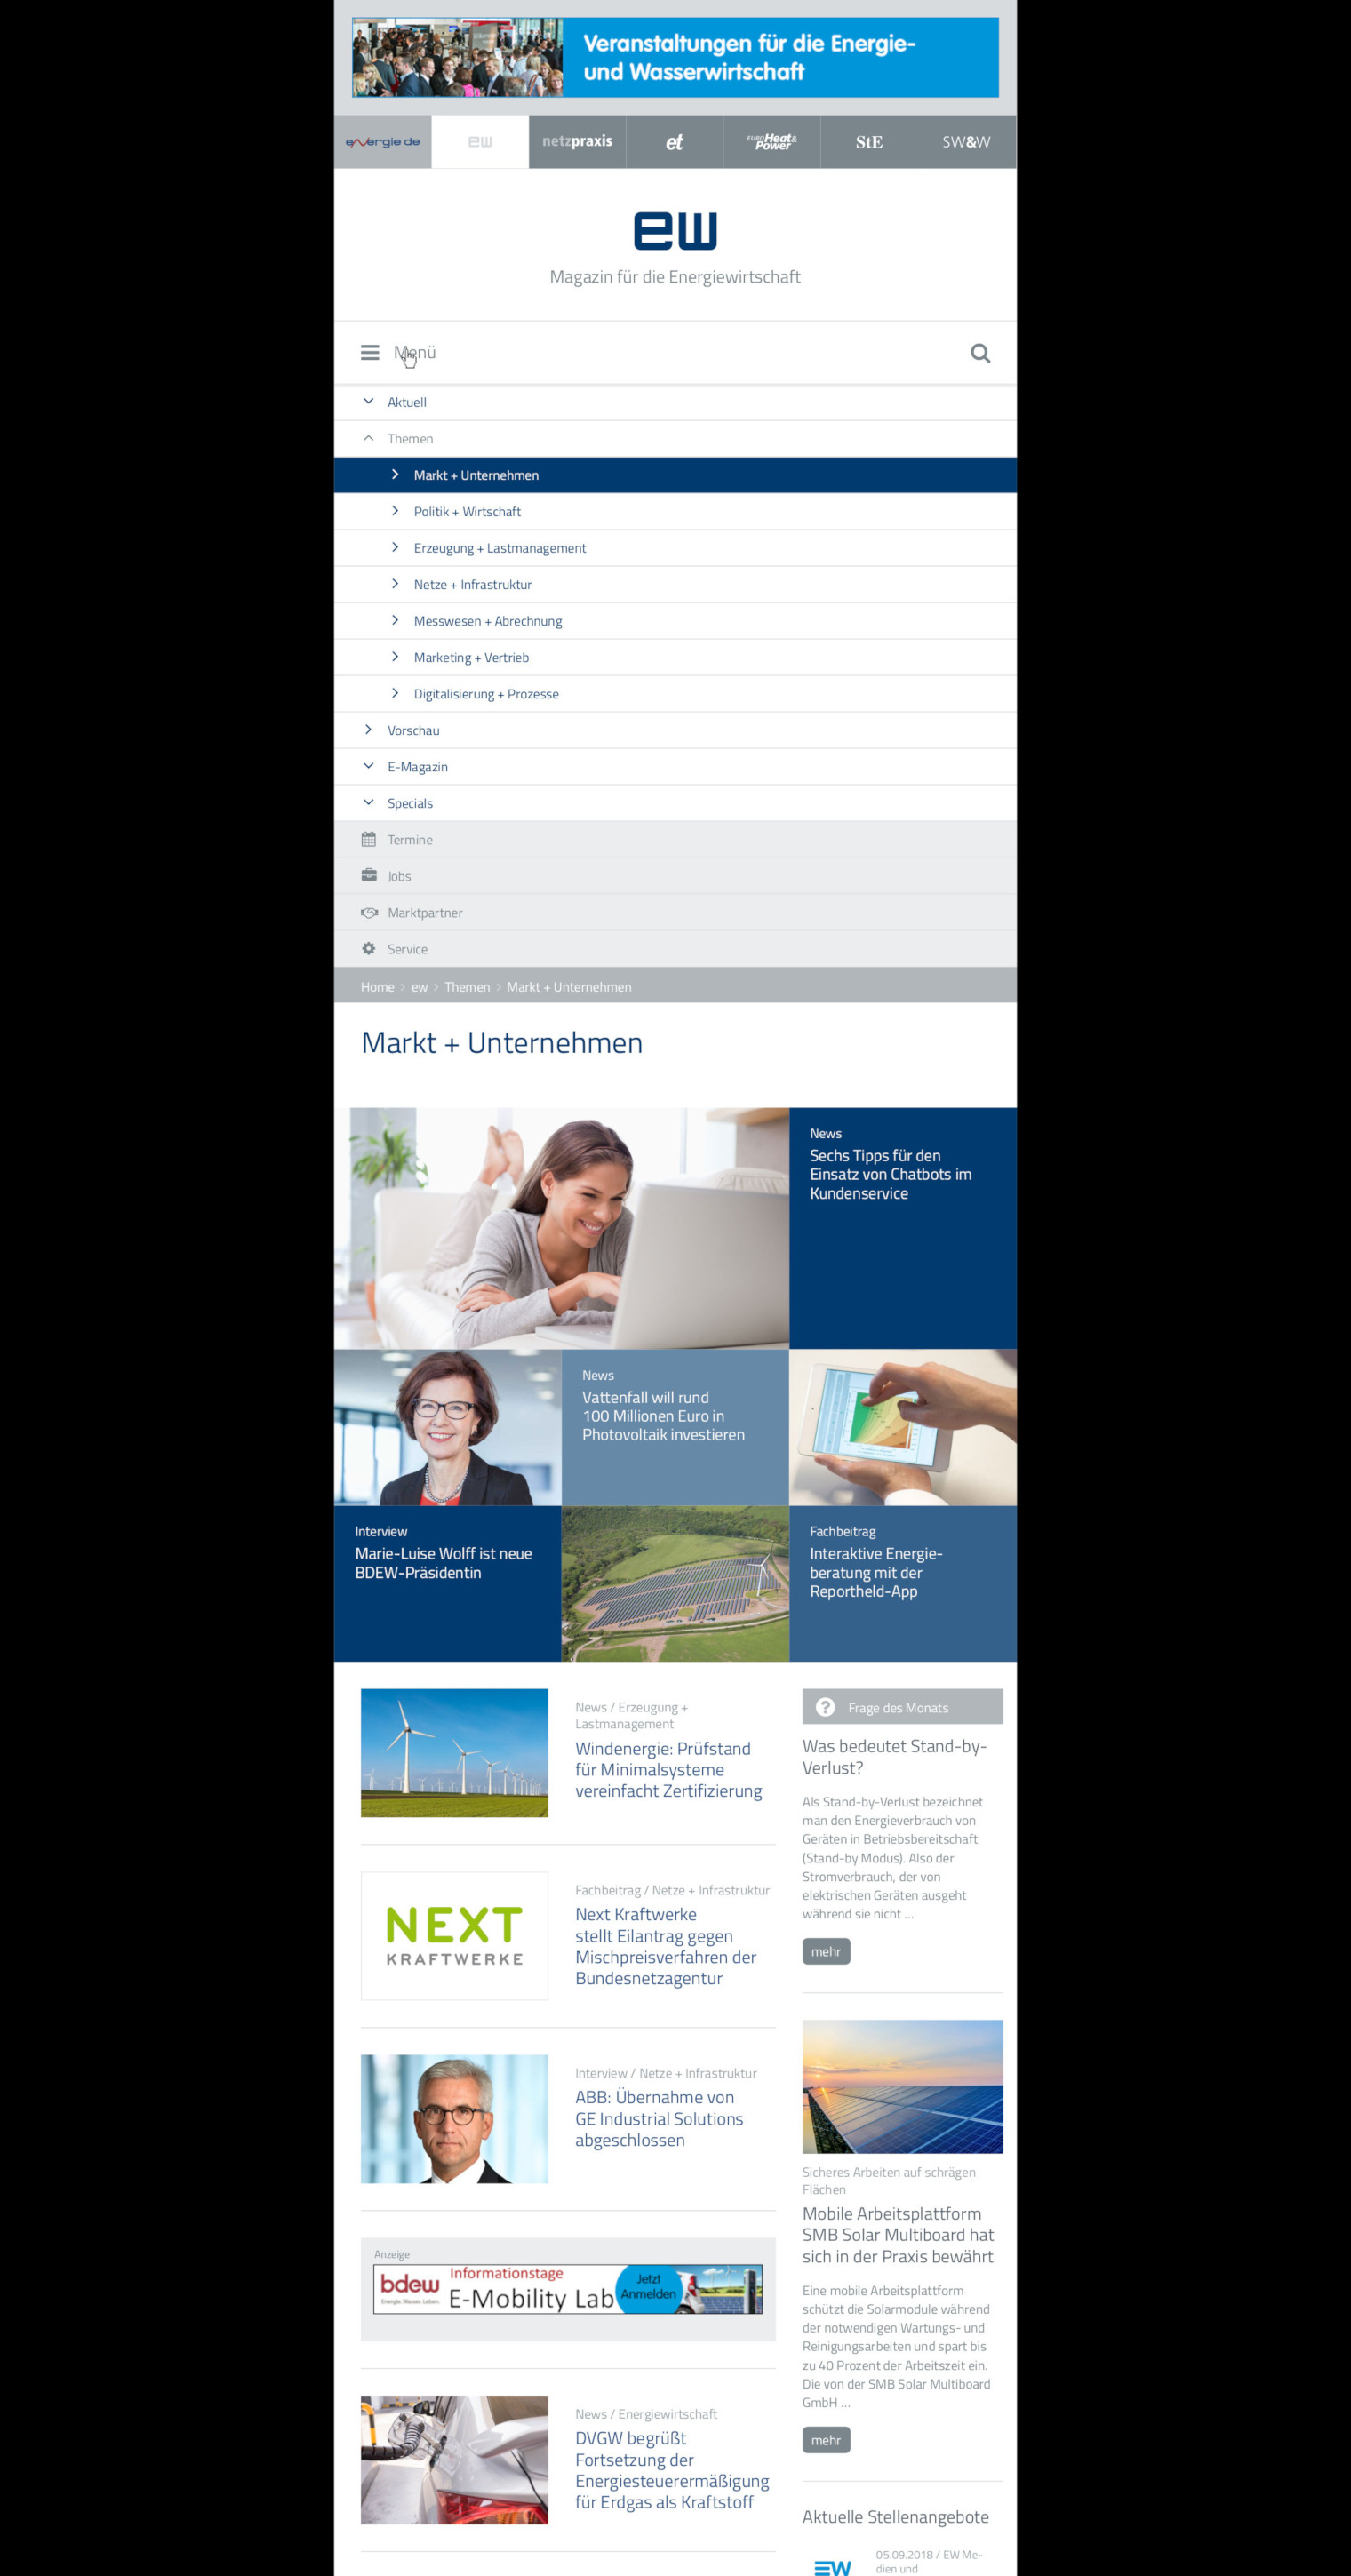 Veranstaltungen für die Energie-
und Wasserwirtschaft
energie.de
ew
netzpraxis
et
EURO Heat&
Power
StE
SW&W
ew
Magazin für die Energiewirtschaft
Menü
Aktuell
Themen
Markt + Unternehmen
Politik + Wirtschaft
Erzeugung + Lastmanagement
Netze + Infrastruktur
Messwesen + Abrechnung
Marketing + Vertrieb
Digitalisierung + Prozesse
Vorschau
E-Magazin
Specials
Termine
Jobs
Marktpartner
Service
Home > ew > Themen > Markt + Unternehmen
Markt + Unternehmen
News
Sechs Tipps für den
Einsatz von Chatbots im
Kundenservice
News
Vattenfall will rund
100 Millionen Euro in
Photovoltaik investieren
Interview
Marie-Luise Wolff ist neue
BDEW-Präsidentin
Fachbeitrag
Interaktive Energie-
beratung mit der
Reportheld-App
News / Erzeugung +
Lastmanagement
Windenergie: Prüfstand
für Minimalsysteme
vereinfacht Zertifizierung
NEXT
KRAFTWERKE
Fachbeitrag / Netze + Infrastruktur
Next Kraftwerke
stellt Eilantrag gegen
Mischpreisverfahren der
Bundesnetzagentur
Interview / Netze + Infrastruktur
ABB: Übernahme von
GE Industrial Solutions
abgeschlossen
Anzeige
bdew
Energie. Wasser. Leben.
Informationstage
E-Mobility Lab
Jetzt
Anmelden
News / Energiewirtschaft
DVGW begrüßt
Fortsetzung der
Energiesteuerermäßigung
für Erdgas als Kraftstoff
Frage des Monats
Was bedeutet Stand-by-
Verlust?
Als Stand-by-Verlust bezeichnet
man den Energieverbrauch von
Geräten in Betriebsbereitschaft
(Stand-by Modus). Also der
Stromverbrauch, der von
elektrischen Geräten ausgeht
während sie nicht ...
mehr
Sicheres Arbeiten auf schrägen
Flächen
Mobile Arbeitsplattform
SMB Solar Multiboard hat
sich in der Praxis bewährt
Eine mobile Arbeitsplattform
schützt die Solarmodule während
der notwendigen Wartungs- und
Reinigungsarbeiten und spart bis
zu 40 Prozent der Arbeitszeit ein.
Die von der SMB Solar Multiboard
GmbH ...
mehr
Aktuelle Stellenangebote
EW
05.09.2018 / EW Me-
dien und